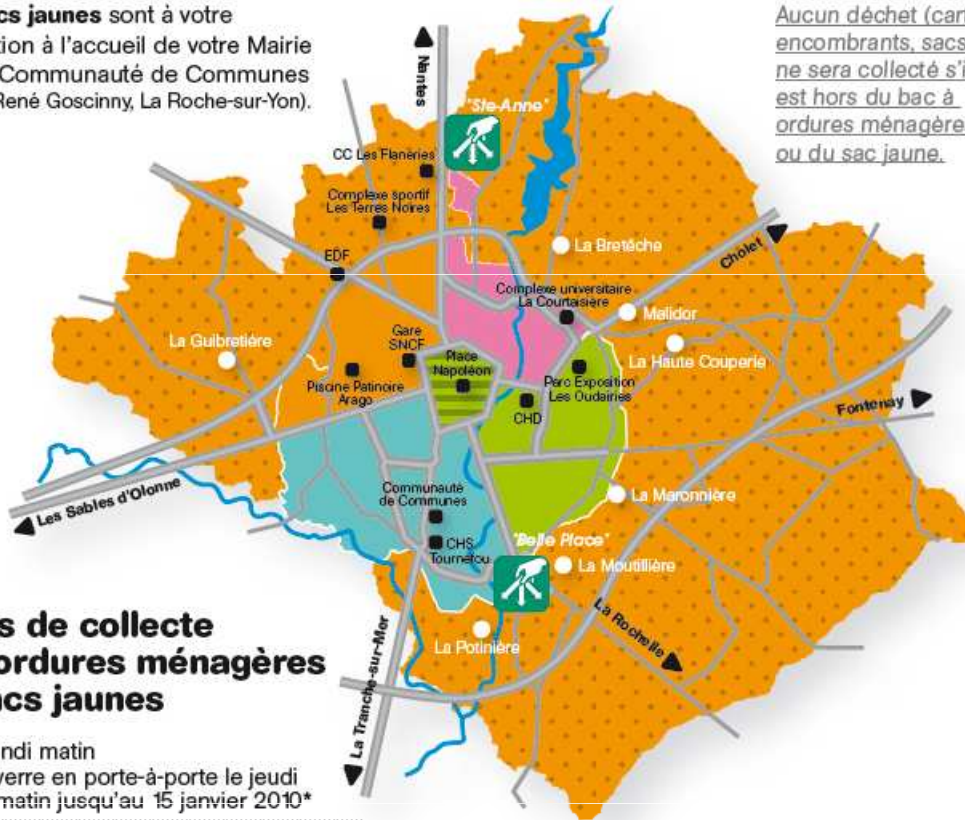 cs jaunes sont à votre
tion à l'accueil de votre Mairie
Communauté de Communes
René Goscinny, La Roche-sur-Yon).
Aucun déchet (car
encombrants, sacs
ne sera collecté s'i
est hors du bac à
ordures ménagère
ou du sac jaune.
Nantes
"Ste-Anne"
CC Les Flâneries
Complexe sportif
Les Terres Noires
EDF
La Bretêche
Cholet
Complexe universitaire
La Courtaisière
Malidor
La Guibretière
Gare
SNCF
Place
Napoléon
La Haute Couperie
Piscine Patinoire
Arago
Parc Exposition
Les Oudairies
CHD
Fontenay
Les Sables d'Olonne
Communauté
de Communes
La Maronnière
CHS
Tournefou
"Belle Place"
La Moutillière
La Rochelle
La Potinière
La Tranche-sur-Mer
s de collecte
ordures ménagères
acs jaunes
ndi matin
verre en porte-à-porte le jeudi
matin jusqu'au 15 janvier 2010*